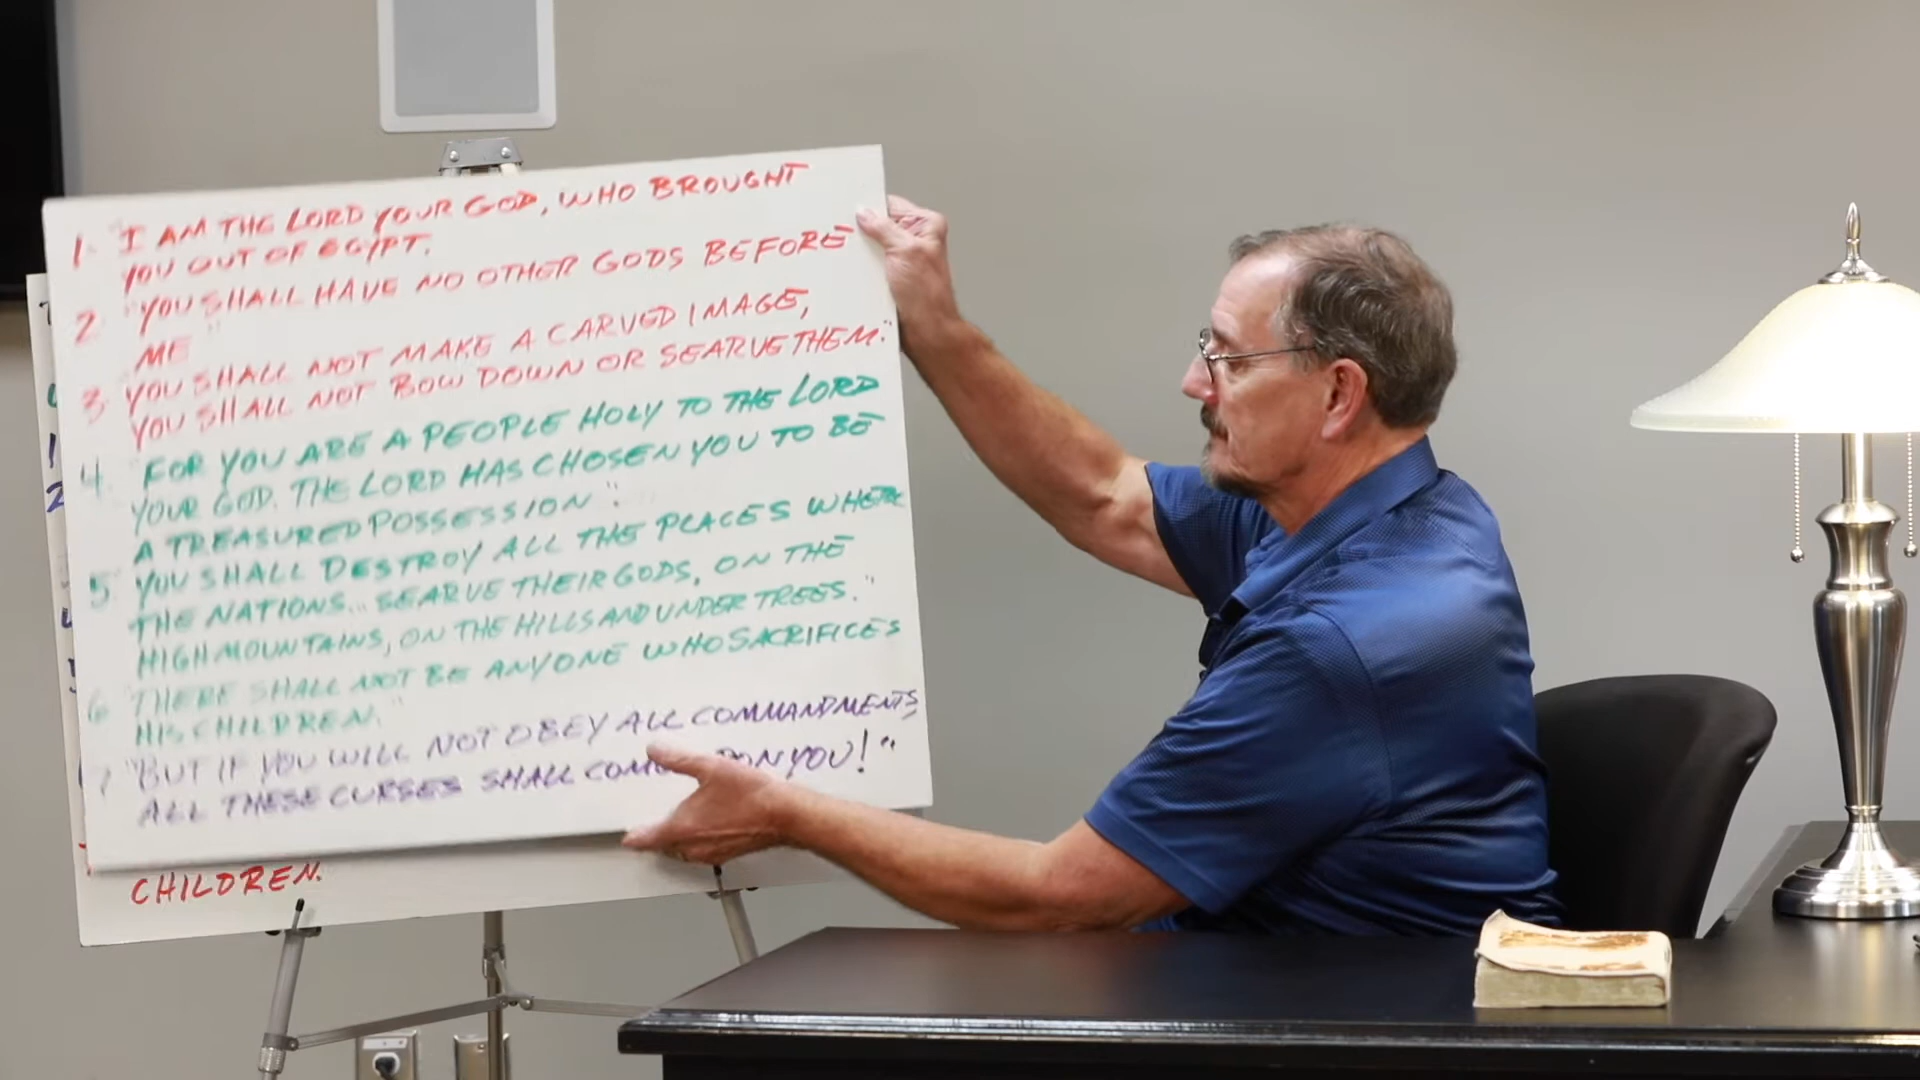 1. "I AM THE LORD YOUR GOD, WHO BROUGHT
YOU OUT OF EGYPT.
2 "YOU SHALL HAVE NO OTHER GODS BEFORE
ME"
3 YOU SHALL NOT MAKE A CARVED IMAGE,
YOU SHALL NOT BOW DOWN OR SEARVE THEM."
4. "FOR YOU ARE A PEOPLE HOLY TO THE LORD
YOUR GOD. THE LORD HAS CHOSEN YOU TO BE
A TREASURED POSSESSION".
5. YOU SHALL DESTROY ALL THE PLACES WHERE
THE NATIONS... SEARVE THEIR GODS, ON THE
HIGH MOUNTAINS, ON THE HILLS AND UNDER TREES."
6 "THERE SHALL NOT BE ANYONE WHO SACRIFICES
HIS CHILDREN."
7 "BUT IF YOU WILL NOT OBEY ALL COMMANDMENTS,
ALL THESE CURSES SHALL YOU!"
CHILDREN.